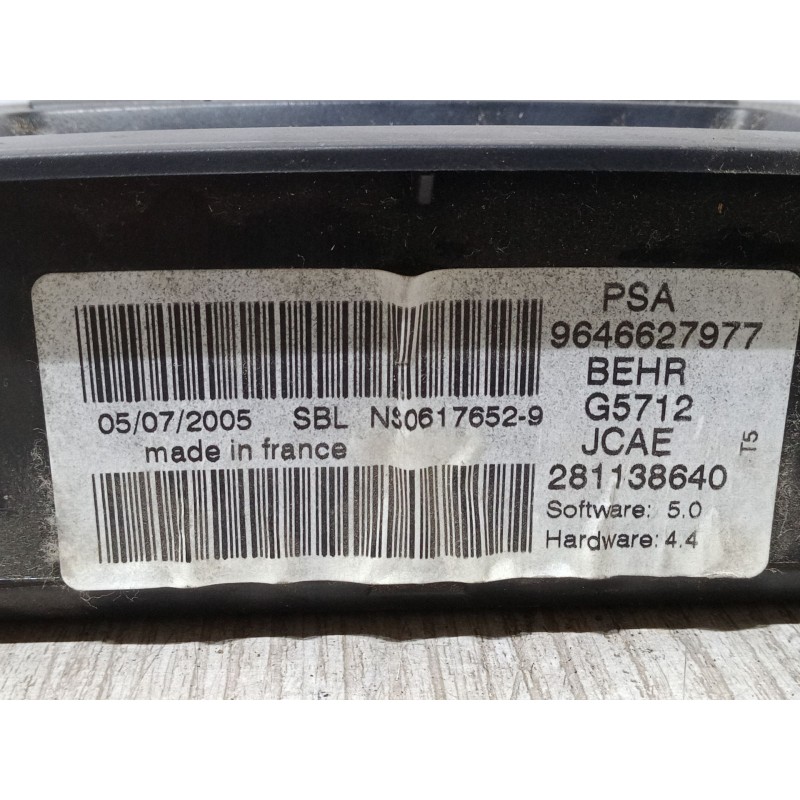 PSA
9646627977
BEHR
G5712
JCAE
281138640
Software: 5.0
Hardware: 4.4
T5
05/07/2005 SBL NS0617652-9
made in france